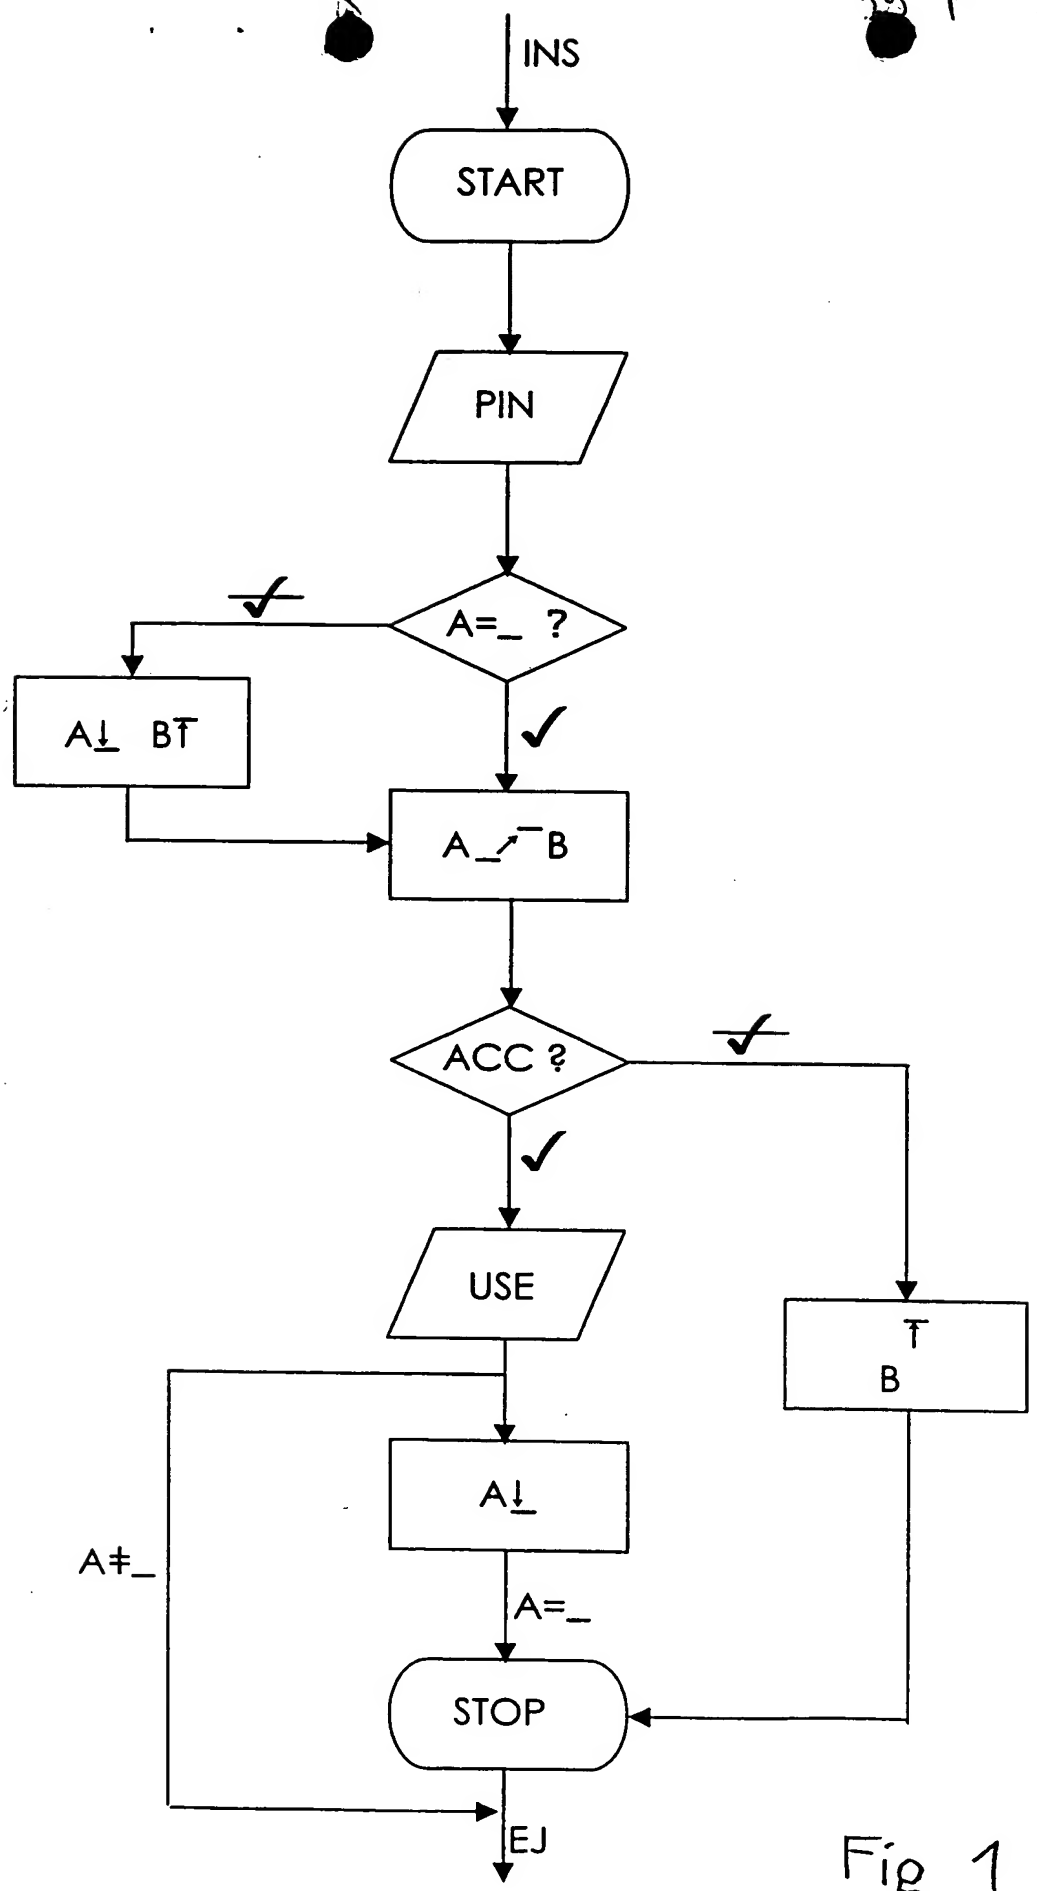 INS
START
PIN
A=_ ?
✓
A↓ B↑
✓
A_↗‾B
ACC ?
✓
✓
USE
↑
B
A↓
A≠_
A=_
STOP
EJ
Fig 1